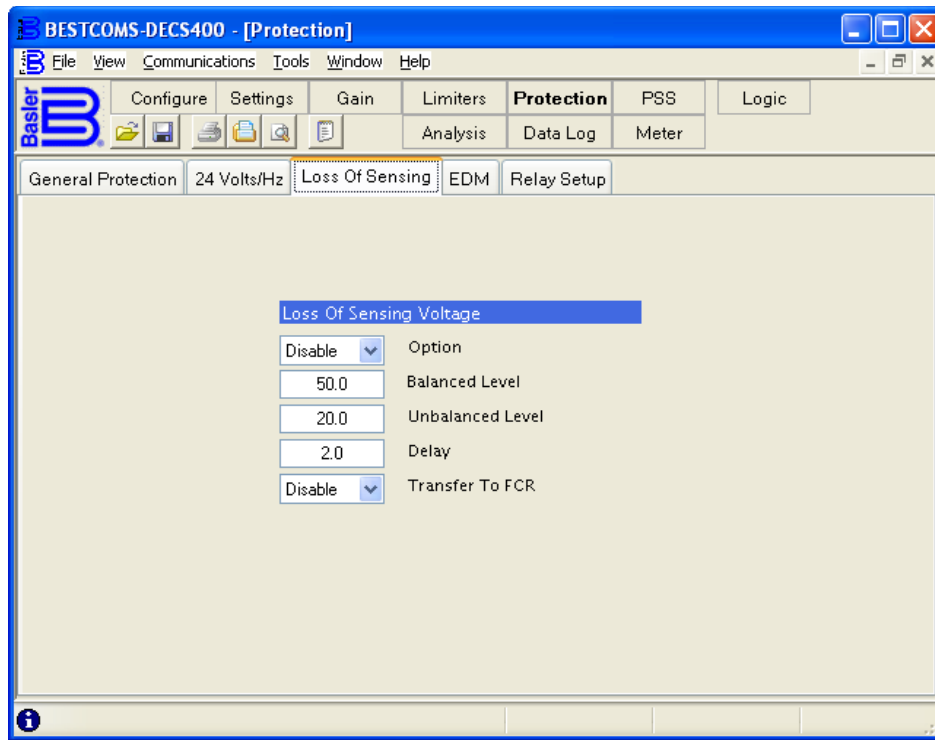 BESTCOMS-DECS400 - [Protection]
File View Communications Tools Window Help
Basler
Configure Settings Gain Limiters Protection PSS Logic
Analysis Data Log Meter
General Protection 24 Volts/Hz Loss Of Sensing EDM Relay Setup
Loss Of Sensing Voltage
Disable Option
50.0 Balanced Level
20.0 Unbalanced Level
2.0 Delay
Disable Transfer To FCR